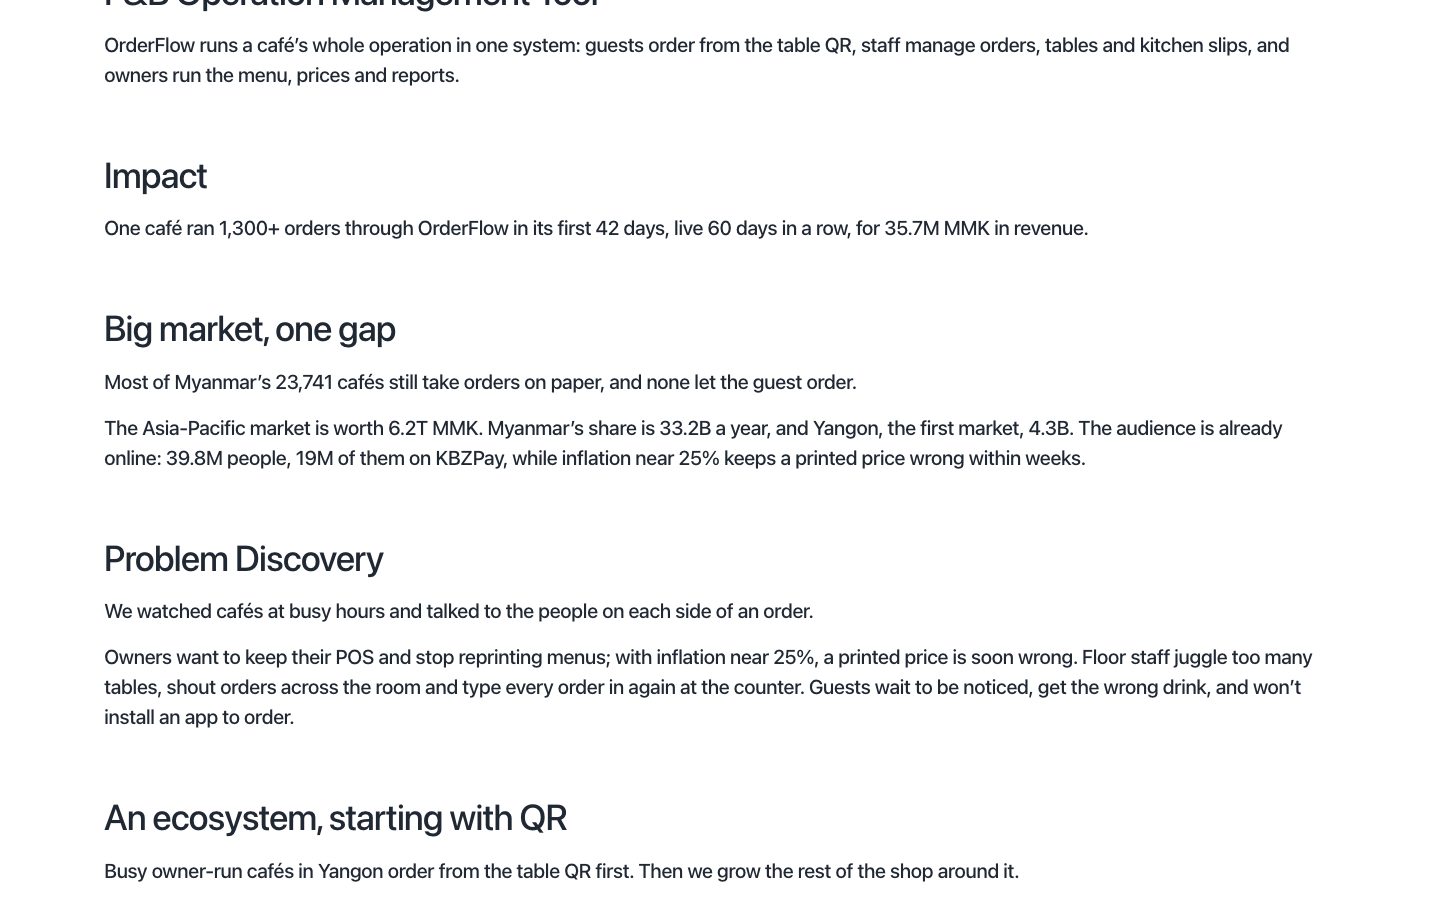 F&B Operation Management Tool
OrderFlow runs a café’s whole operation in one system: guests order from the table QR, staff manage orders, tables and kitchen slips, and
owners run the menu, prices and reports.
Impact
One café ran 1,300+ orders through OrderFlow in its first 42 days, live 60 days in a row, for 35.7M MMK in revenue.
Big market, one gap
Most of Myanmar’s 23,741 cafés still take orders on paper, and none let the guest order.
The Asia-Pacific market is worth 6.2T MMK. Myanmar’s share is 33.2B a year, and Yangon, the first market, 4.3B. The audience is already
online: 39.8M people, 19M of them on KBZPay, while inflation near 25% keeps a printed price wrong within weeks.
Problem Discovery
We watched cafés at busy hours and talked to the people on each side of an order.
Owners want to keep their POS and stop reprinting menus; with inflation near 25%, a printed price is soon wrong. Floor staff juggle too many
tables, shout orders across the room and type every order in again at the counter. Guests wait to be noticed, get the wrong drink, and won’t
install an app to order.
An ecosystem, starting with QR
Busy owner-run cafés in Yangon order from the table QR first. Then we grow the rest of the shop around it.